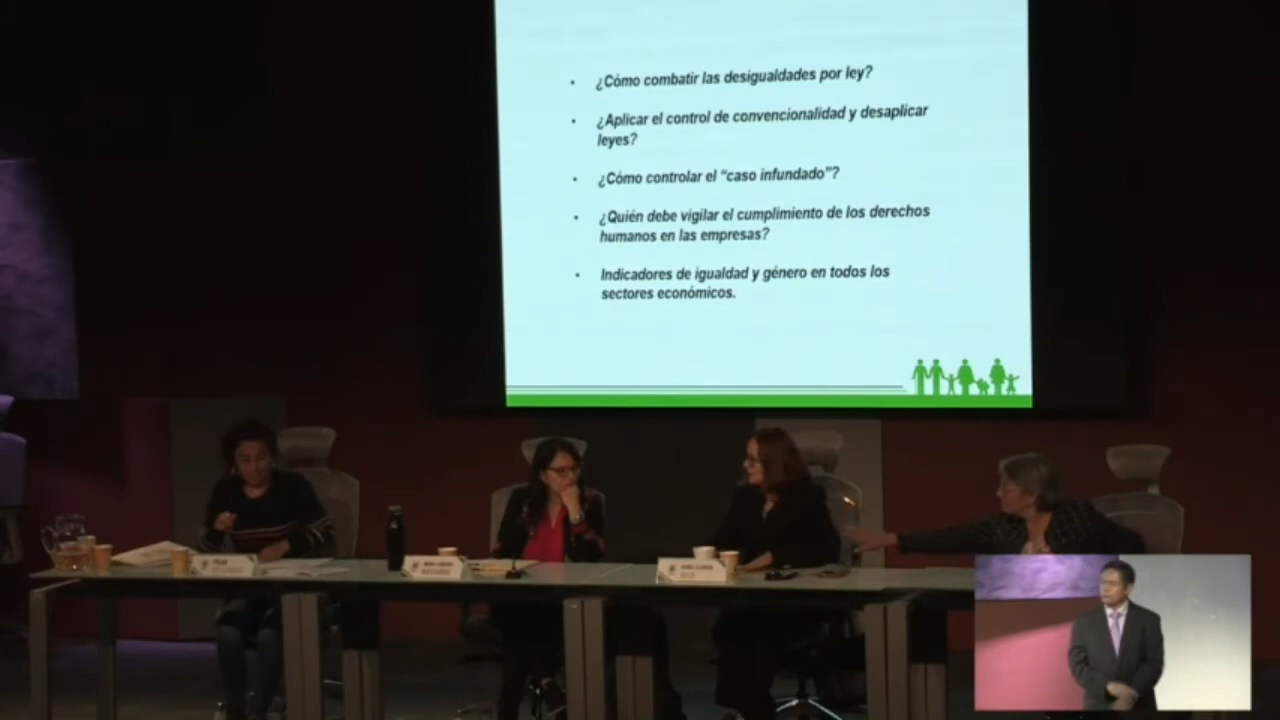 • ¿Cómo combatir las desigualdades por ley?
• ¿Aplicar el control de convencionalidad y desaplicar
leyes?
• ¿Cómo controlar el “caso infundado”?
• ¿Quién debe vigilar el cumplimiento de los derechos
humanos en las empresas?
• Indicadores de igualdad y género en todos los
sectores económicos.